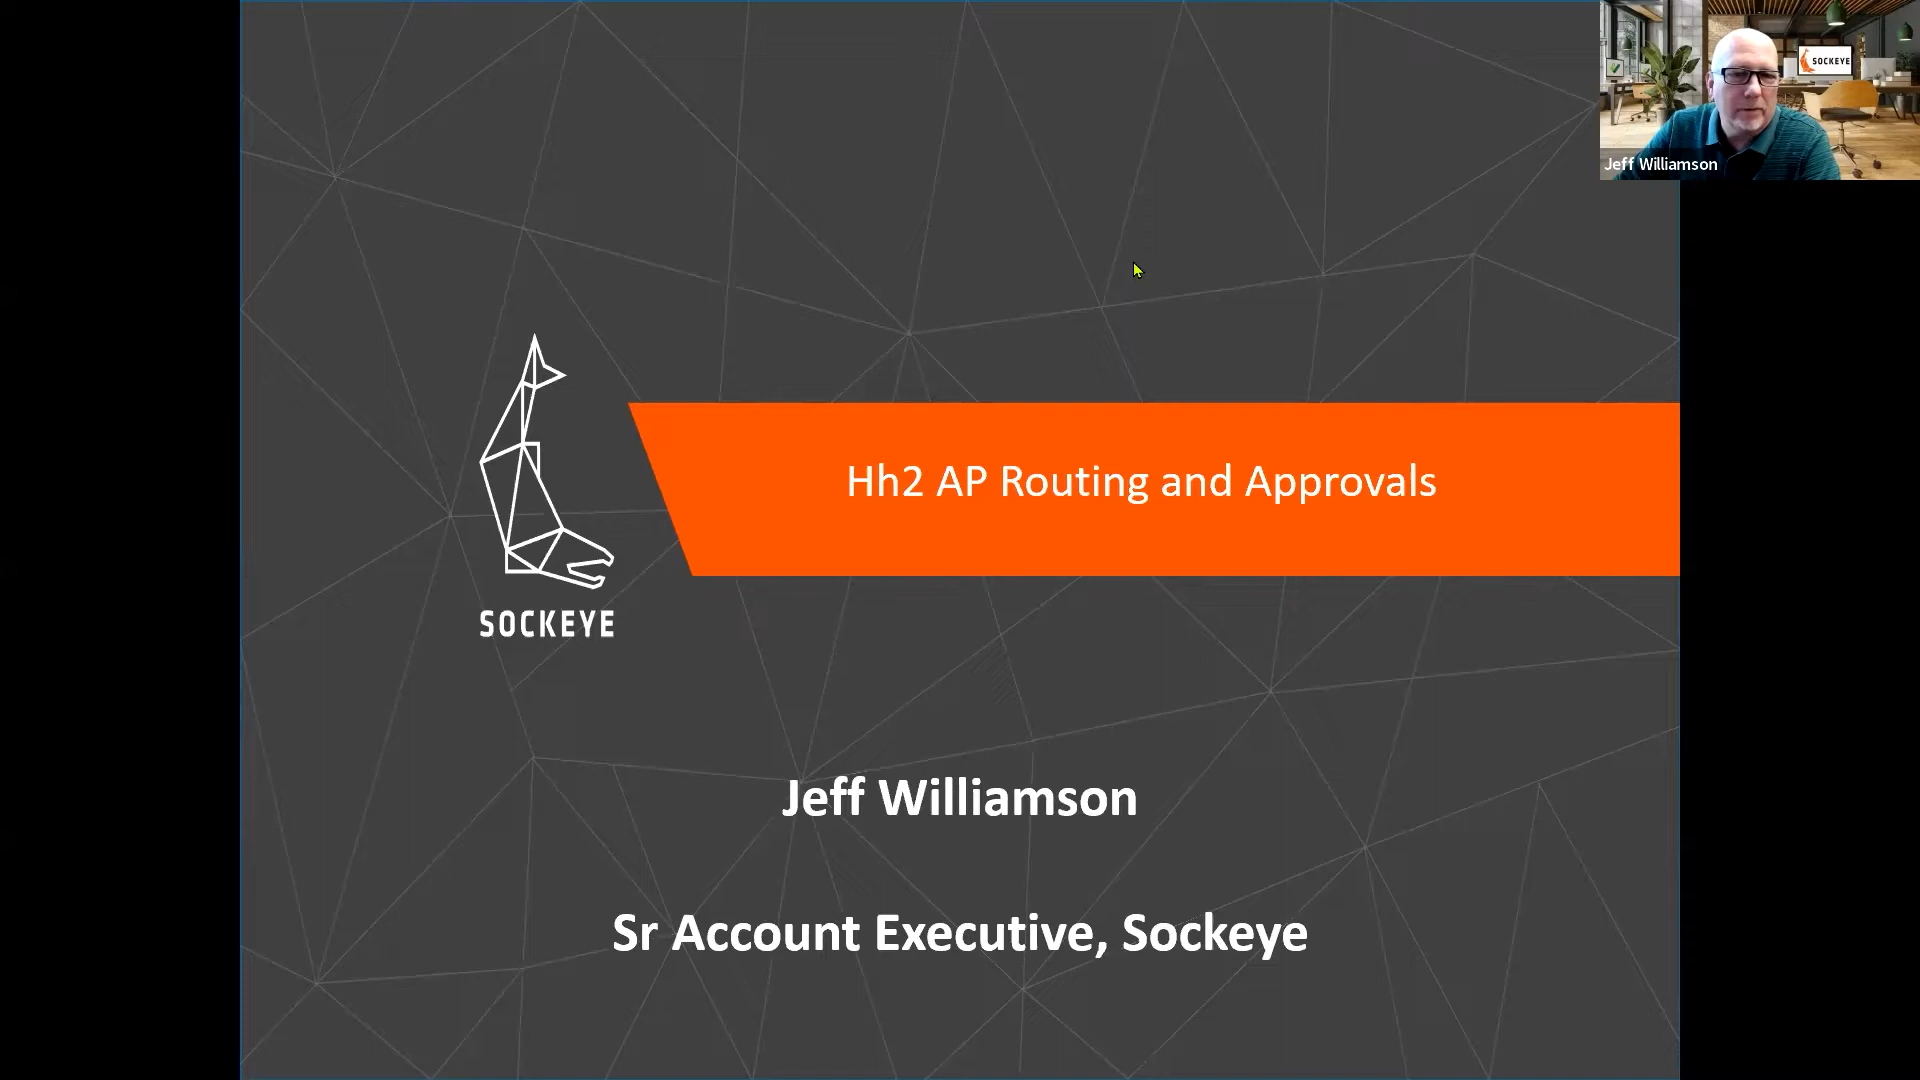 SOCKEYE
Jeff Williamson
Hh2 AP Routing and Approvals
SOCKEYE
Jeff Williamson
Sr Account Executive, Sockeye